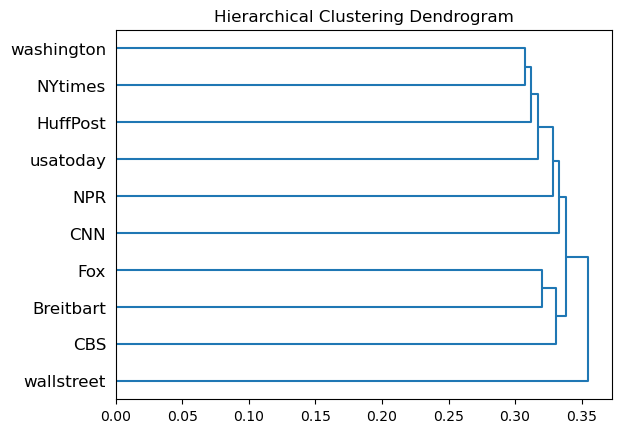 Hierarchical Clustering Dendrogram
washington
NYtimes
HuffPost
usatoday
NPR
CNN
Fox
Breitbart
CBS
wallstreet
0.00 0.05 0.10 0.15 0.20 0.25 0.30 0.35